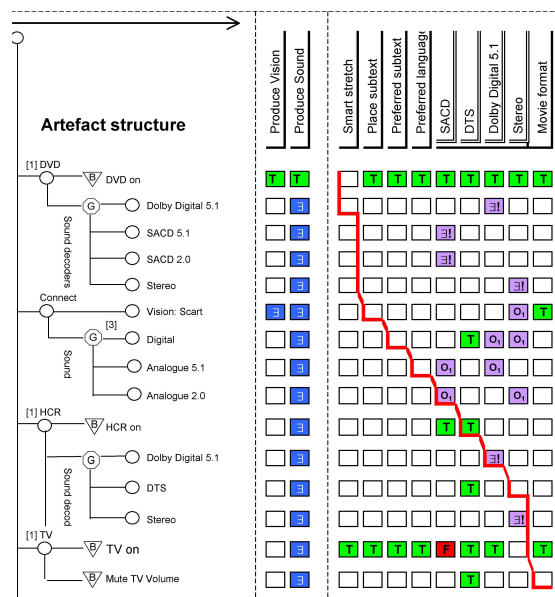 Produce Vision
Produce Sound
Smart stretch
Place subtext
Preferred subtext
Preferred language
SACD
DTS
Dolby Digital 5.1
Stereo
Movie format
Artefact structure
[1] DVD
B DVD on T T T T T T T T T T
G Dolby Digital 5.1 ∃ ∃!
Sound decoders
SACD 5.1 ∃ ∃!
SACD 2.0 ∃ ∃!
Stereo ∃ ∃!
Connect
Vision: Scart ∃ ∃ O₁ T
[3]
G Digital ∃ T O₁ O₁
Sound
Analogue 5.1 ∃ O₁ O₁
Analogue 2.0 ∃ O₁ O₁
[1] HCR
B HCR on ∃ T T
G Dolby Digital 5.1 ∃ ∃!
Sound decod
DTS ∃ T
Stereo ∃ ∃!
[1] TV
B TV on ∃ T T T T F T T T
B Mute TV Volume ∃ T